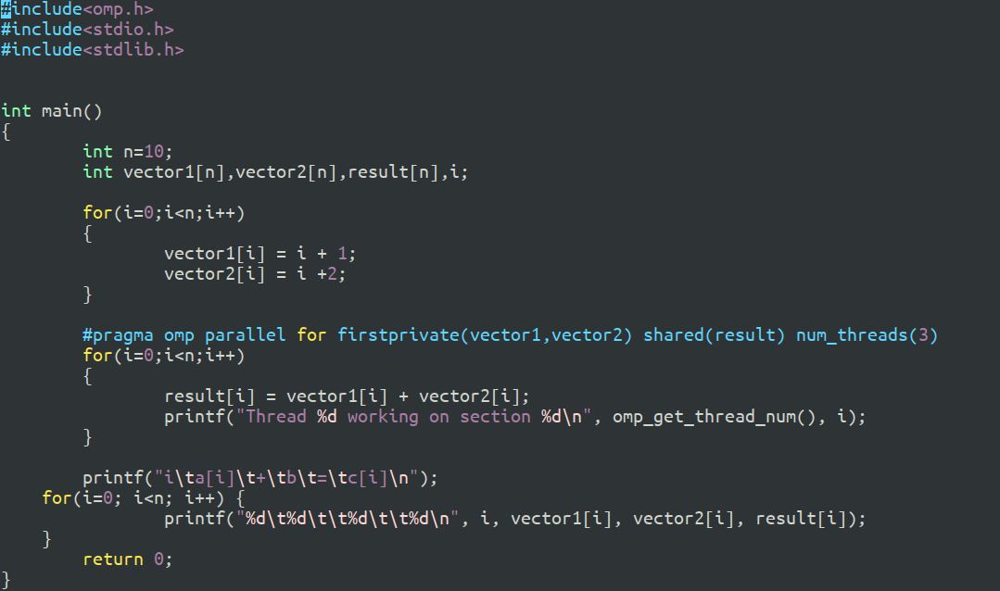 #include<omp.h>
#include<stdio.h>
#include<stdlib.h>
int main()
{
int n=10;
int vector1[n],vector2[n],result[n],i;
for(i=0;i<n;i++)
{
vector1[i] = i + 1;
vector2[i] = i +2;
}
#pragma omp parallel for firstprivate(vector1,vector2) shared(result) num_threads(3)
for(i=0;i<n;i++)
{
result[i] = vector1[i] + vector2[i];
printf("Thread %d working on section %d\n", omp_get_thread_num(), i);
}
printf("i\ta[i]\t+\tb\t=\tc[i]\n");
for(i=0; i<n; i++) {
printf("%d\t%d\t\t%d\t\t%d\n", i, vector1[i], vector2[i], result[i]);
}
return 0;
}